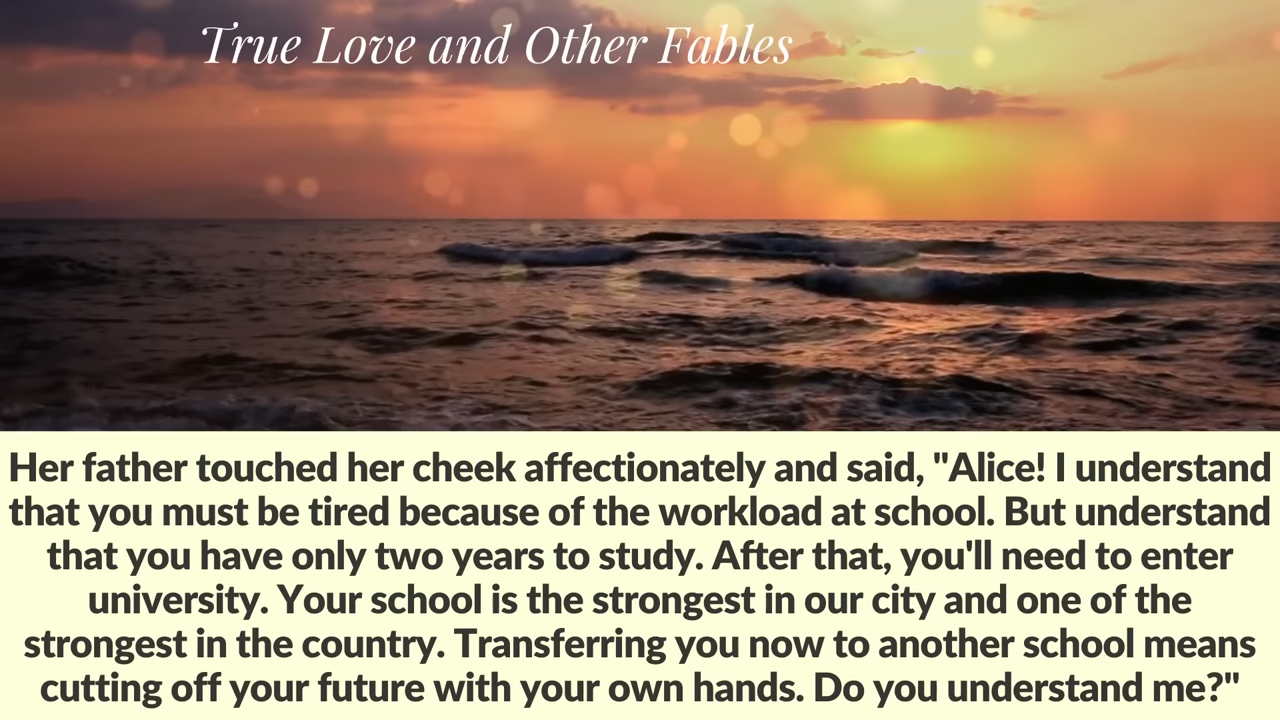 True Love and Other Fables
Her father touched her cheek affectionately and said, "Alice! I understand
that you must be tired because of the workload at school. But understand
that you have only two years to study. After that, you'll need to enter
university. Your school is the strongest in our city and one of the
strongest in the country. Transferring you now to another school means
cutting off your future with your own hands. Do you understand me?"